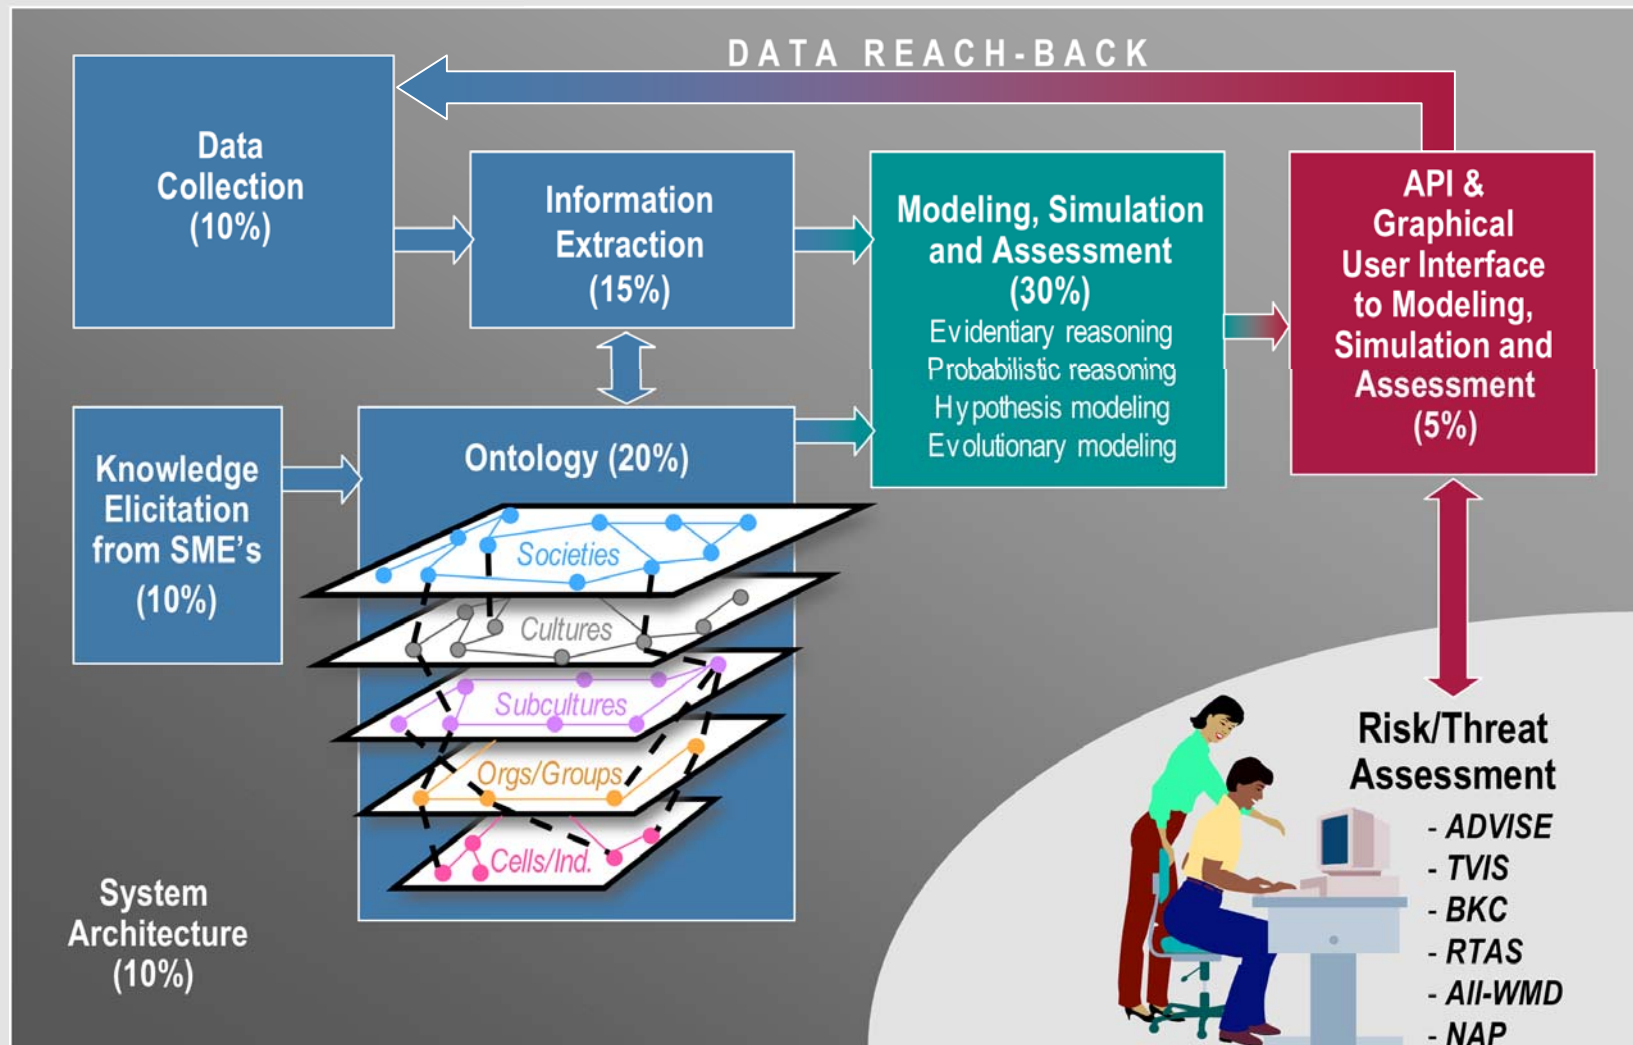 DATA REACH-BACK
Data
Collection
(10%)
Information
Extraction
(15%)
Modeling, Simulation
and Assessment
(30%)
Evidentiary reasoning
Probabilistic reasoning
Hypothesis modeling
Evolutionary modeling
API &
Graphical
User Interface
to Modeling,
Simulation and
Assessment
(5%)
Knowledge
Elicitation
from SME's
(10%)
Ontology (20%)
Societies
Cultures
Subcultures
Orgs/Groups
Cells/Ind.
System
Architecture
(10%)
Risk/Threat
Assessment
- ADVISE
- TVIS
- BKC
- RTAS
- All-WMD
- NAP